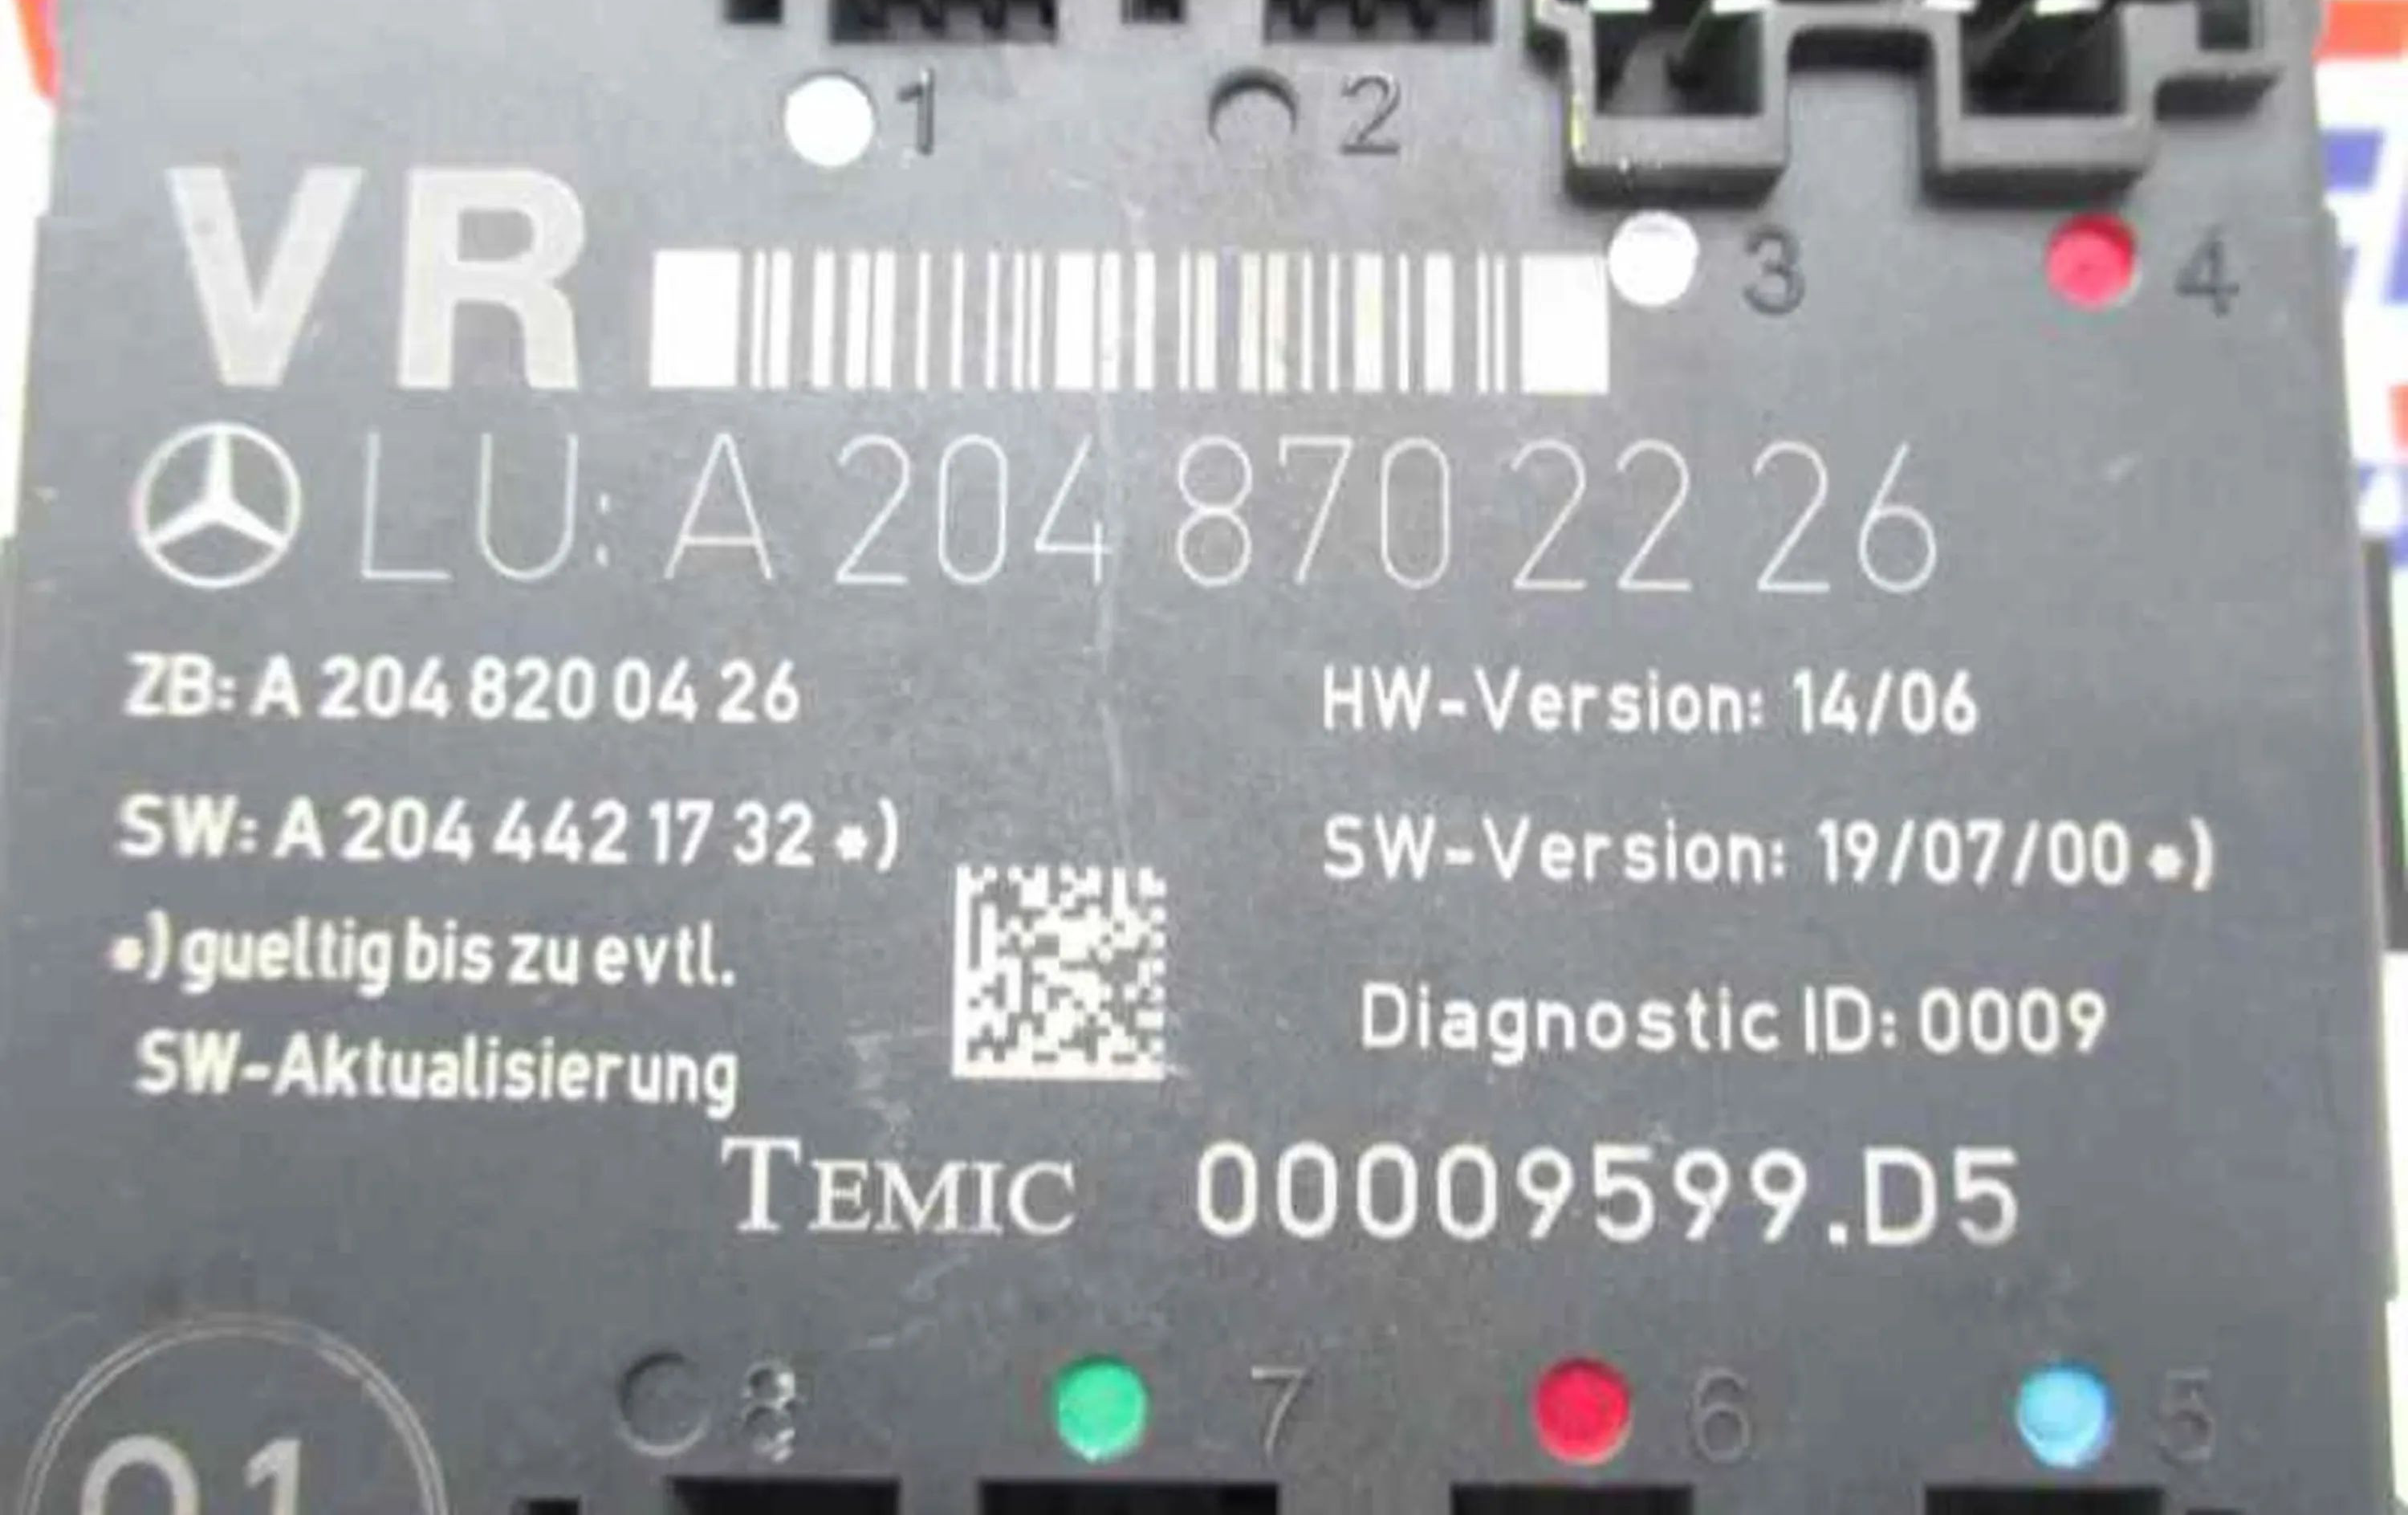 1 2
3 4
VR
LU: A 204 870 22 26
ZB: A 204 820 04 26
HW-Version: 14/06
SW: A 204 442 17 32 •)
SW-Version: 19/07/00 •)
•) gueltig bis zu evtl.
SW-Aktualisierung
Diagnostic ID: 0009
TEMIC 00009599.D5
8 7 6 5